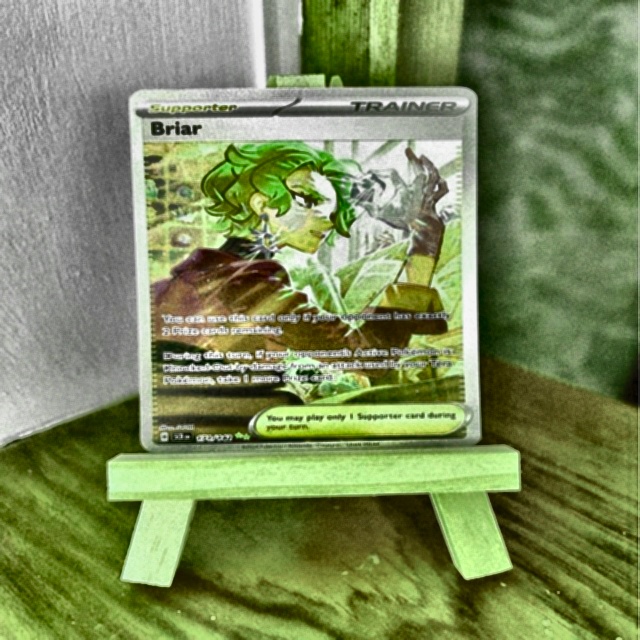 Supporter TRAINER
Briar
You can use this card only if your opponent has exactly
2 Prize cards remaining.
During this turn, if your opponent's Active Pokémon is
Knocked Out by damage from an attack used by your Tera
Pokémon, take 1 more Prize card.
You may play only 1 Supporter card during
your turn.